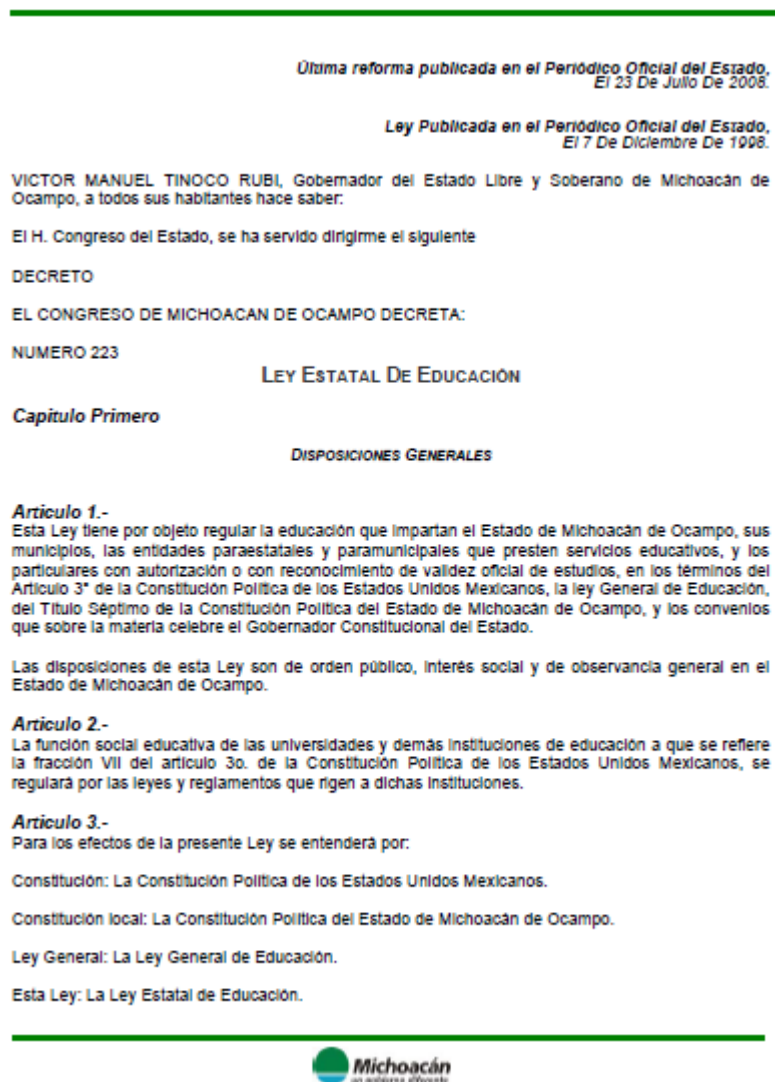 Última reforma publicada en el Periódico Oficial del Estado,
El 23 De Julio De 2008.
Ley Publicada en el Periódico Oficial del Estado,
El 7 De Diciembre De 1998.
VICTOR MANUEL TINOCO RUBI, Gobernador del Estado Libre y Soberano de Michoacán de
Ocampo, a todos sus habitantes hace saber:
El H. Congreso del Estado, se ha servido dirigirme el siguiente
DECRETO
EL CONGRESO DE MICHOACAN DE OCAMPO DECRETA:
NUMERO 223
LEY ESTATAL DE EDUCACIÓN
Capitulo Primero
DISPOSICIONES GENERALES
Articulo 1.-
Esta Ley tiene por objeto regular la educación que impartan el Estado de Michoacán de Ocampo, sus
municipios, las entidades paraestatales y paramunicipales que presten servicios educativos, y los
particulares con autorización o con reconocimiento de validez oficial de estudios, en los términos del
Artículo 3° de la Constitución Política de los Estados Unidos Mexicanos, la ley General de Educación,
del Título Séptimo de la Constitución Política del Estado de Michoacán de Ocampo, y los convenios
que sobre la materia celebre el Gobernador Constitucional del Estado.
Las disposiciones de esta Ley son de orden público, interés social y de observancia general en el
Estado de Michoacán de Ocampo.
Articulo 2.-
La función social educativa de las universidades y demás instituciones de educación a que se refiere
la fracción VII del artículo 3o. de la Constitución Política de los Estados Unidos Mexicanos, se
regulará por las leyes y reglamentos que rigen a dichas instituciones.
Articulo 3.-
Para los efectos de la presente Ley se entenderá por:
Constitución: La Constitución Política de los Estados Unidos Mexicanos.
Constitución local: La Constitución Política del Estado de Michoacán de Ocampo.
Ley General: La Ley General de Educación.
Esta Ley: La Ley Estatal de Educación.
Michoacán
un gobierno diferente